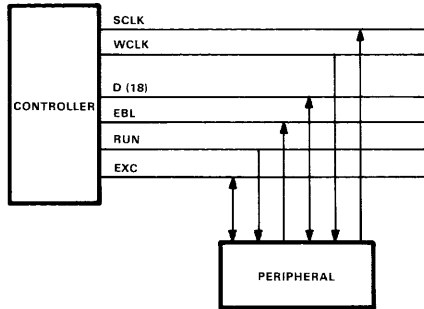 SCLK
WCLK
D (18)
CONTROLLER
EBL
RUN
EXC
PERIPHERAL